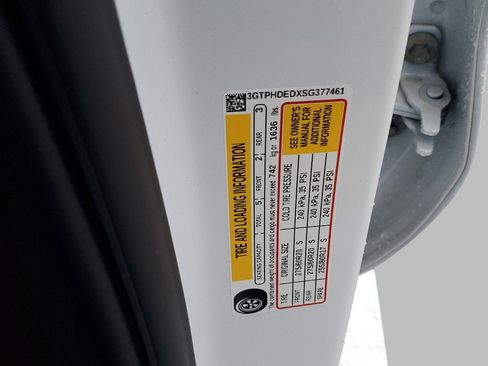 3GTPHDEDXSG377461
TIRE AND LOADING INFORMATION
SEATING CAPACITY TOTAL 5 FRONT 2 REAR 3
The combined weight of occupants and cargo must never exceed 742 kg or 1636 lbs.
TIRE ORIGINAL SIZE COLD TIRE PRESSURE
FRONT 275/60R20 S 240 kPa, 35 PSI
REAR 275/60R20 S 240 kPa, 35 PSI
SPARE 255/80R17 S 240 kPa, 35 PSI
SEE OWNER'S
MANUAL FOR
ADDITIONAL
INFORMATION